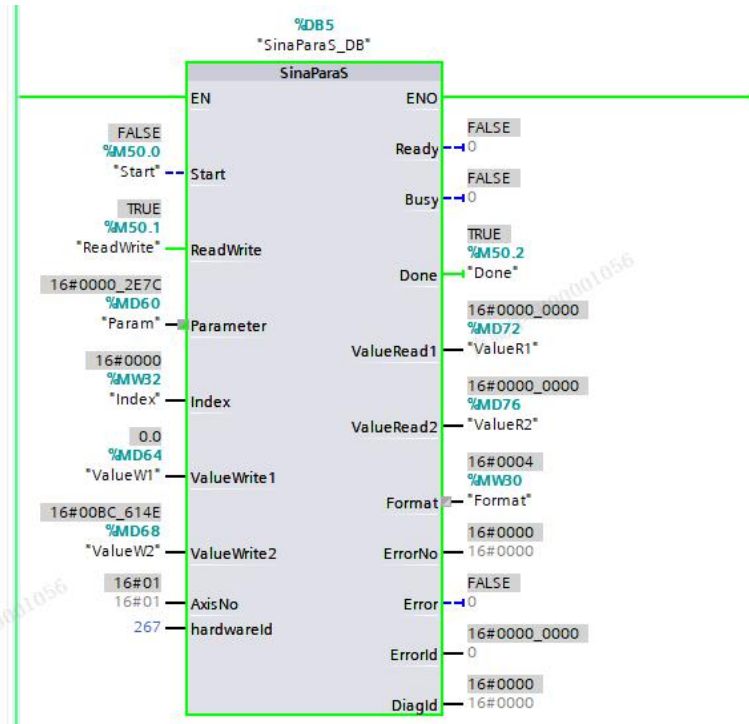 %DB5
"SinaParaS_DB"
SinaParaS
EN
ENO
FALSE
%M50.0
"Start"
Start
TRUE
%M50.1
"ReadWrite"
ReadWrite
16#0000_2E7C
%MD60
"Param"
Parameter
16#0000
%MW32
"Index"
Index
0.0
%MD64
"ValueW1"
ValueWrite1
16#00BC_614E
%MD68
"ValueW2"
ValueWrite2
16#01
16#01
AxisNo
267
hardwareId
FALSE
Ready
0
FALSE
Busy
0
TRUE
%M50.2
Done
"Done"
16#0000_0000
%MD72
ValueRead1
"ValueR1"
16#0000_0000
%MD76
ValueRead2
"ValueR2"
16#0004
%MW30
Format
"Format"
16#0000
ErrorNo
16#0000
FALSE
Error
0
16#0000_0000
ErrorId
0
16#0000
DiagId
16#0000